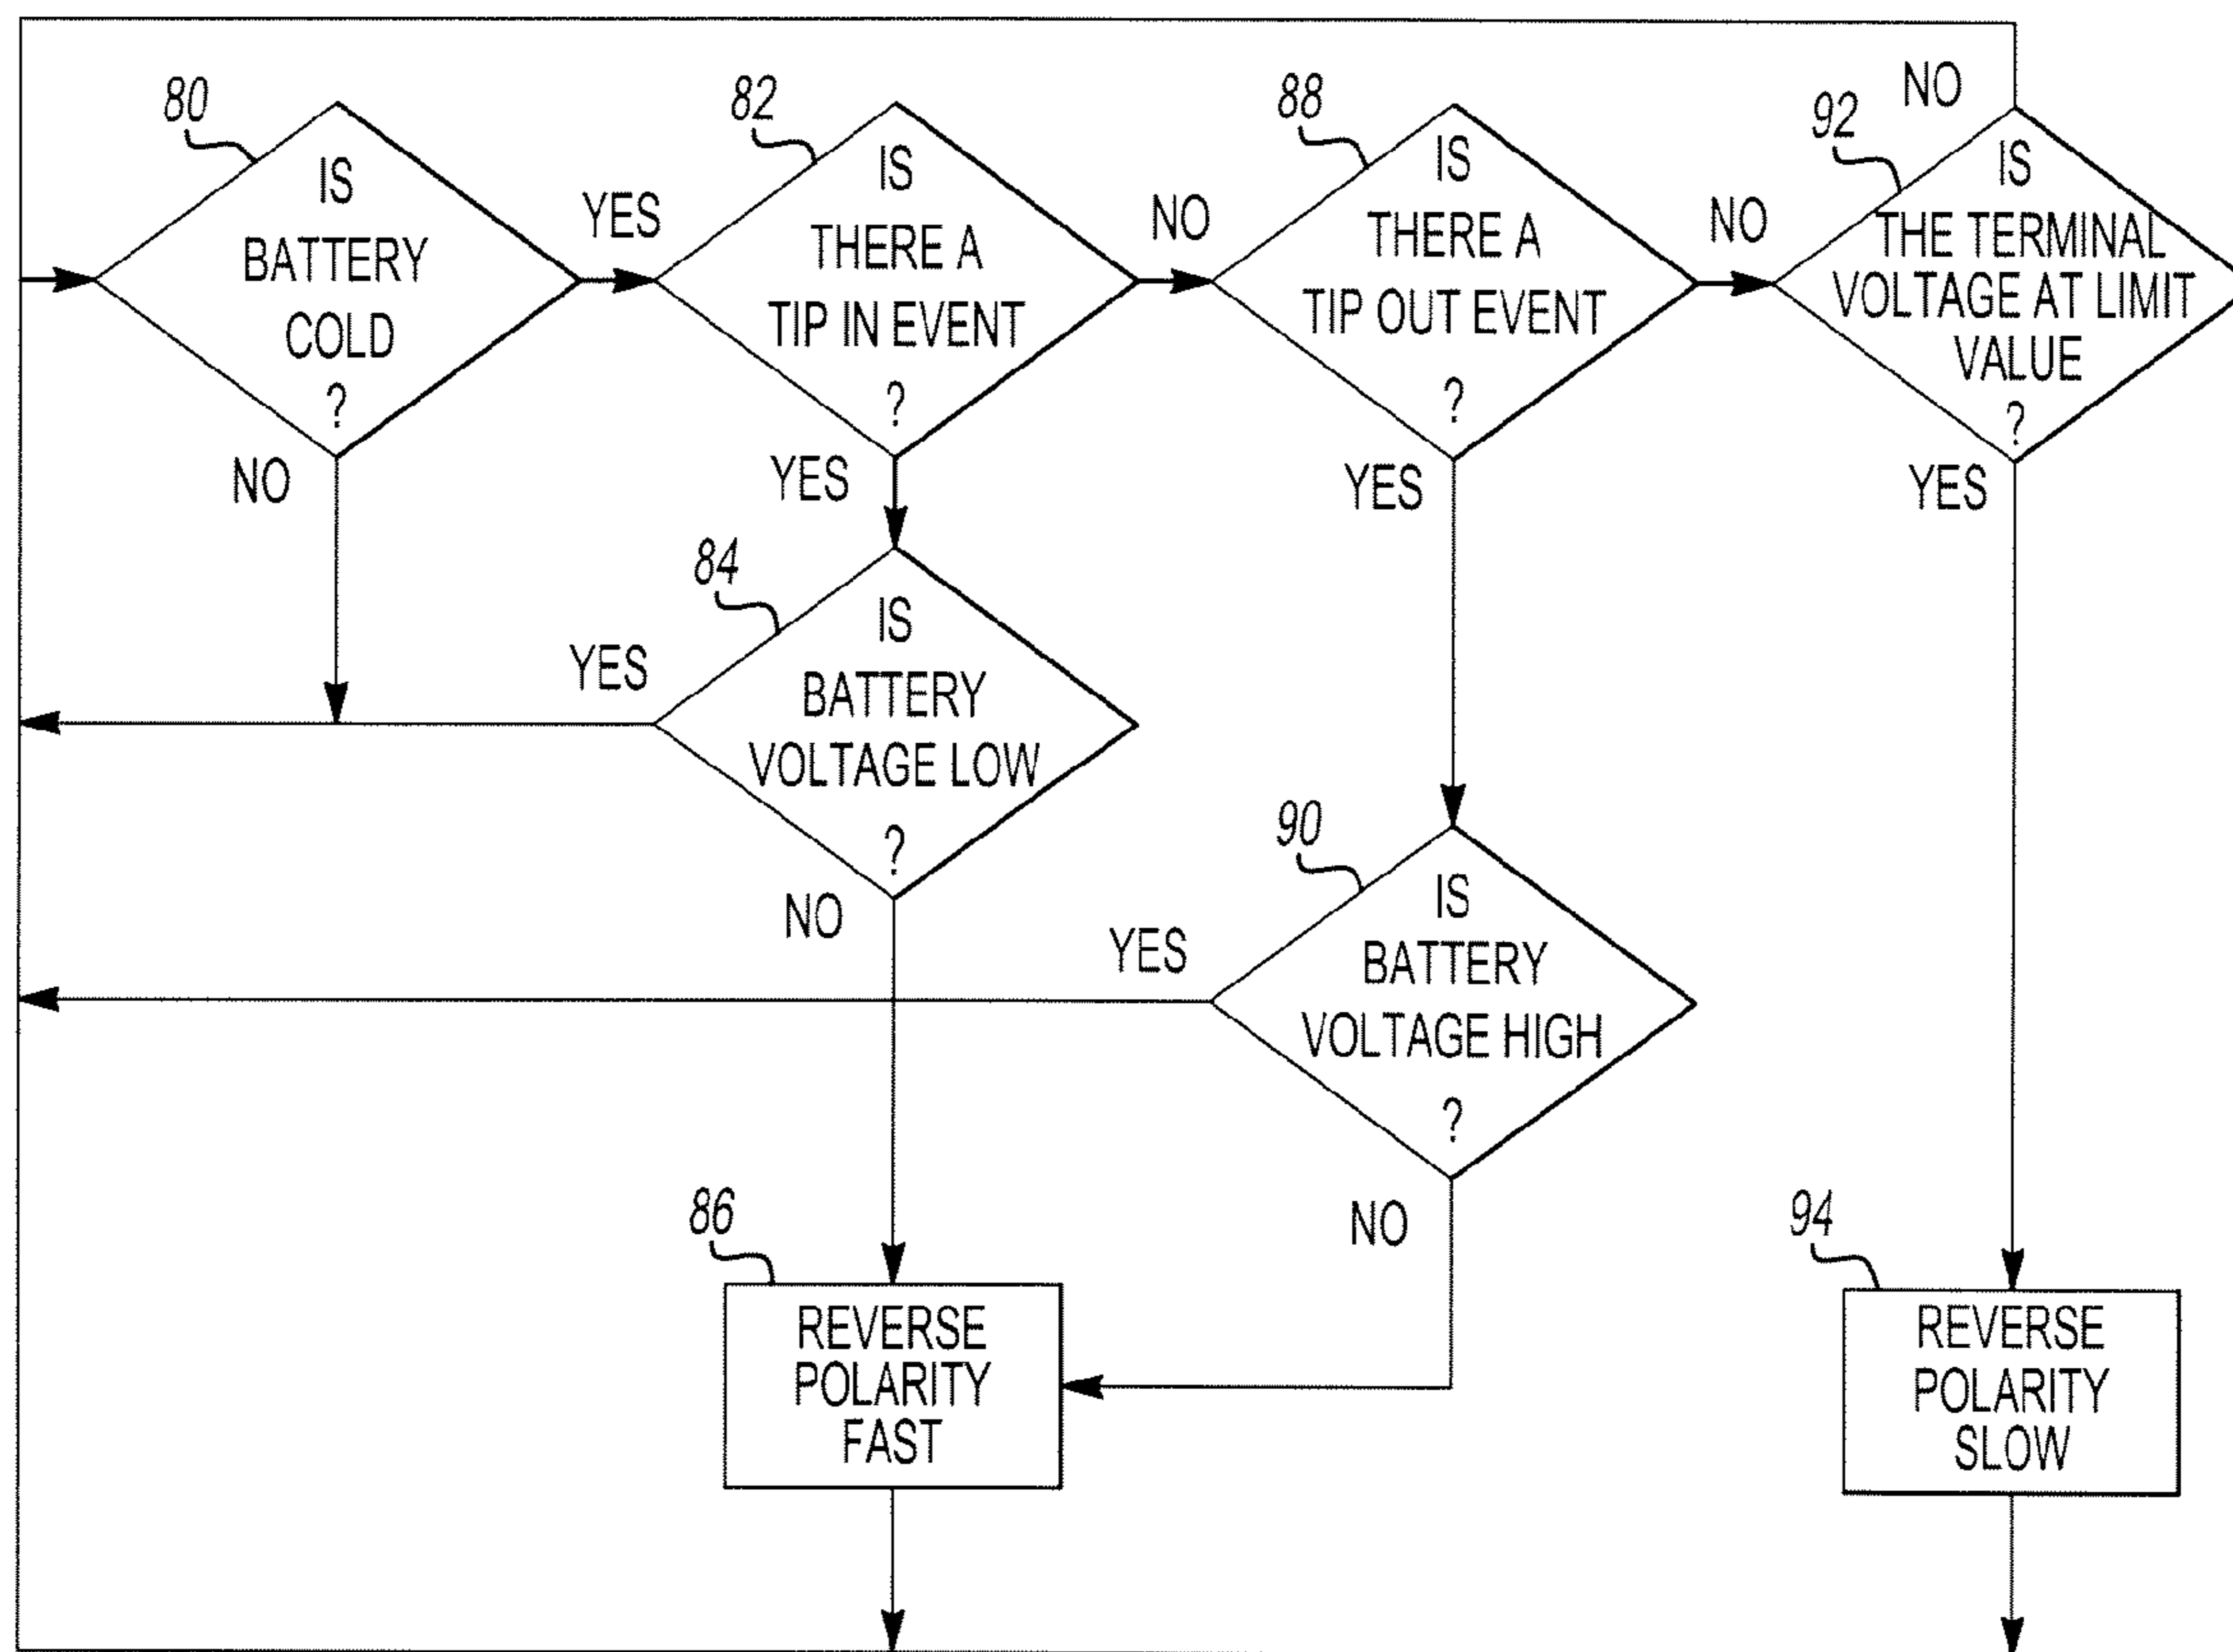 80
IS
BATTERY
COLD
?
NO
YES
82
IS
THERE A
TIP IN EVENT
?
YES
NO
88
IS
THERE A
TIP OUT EVENT
?
YES
NO
92
IS
THE TERMINAL
VOLTAGE AT LIMIT
VALUE
?
NO
YES
84
IS
BATTERY
VOLTAGE LOW
?
YES
NO
90
IS
BATTERY
VOLTAGE HIGH
?
YES
NO
86
REVERSE
POLARITY
FAST
94
REVERSE
POLARITY
SLOW